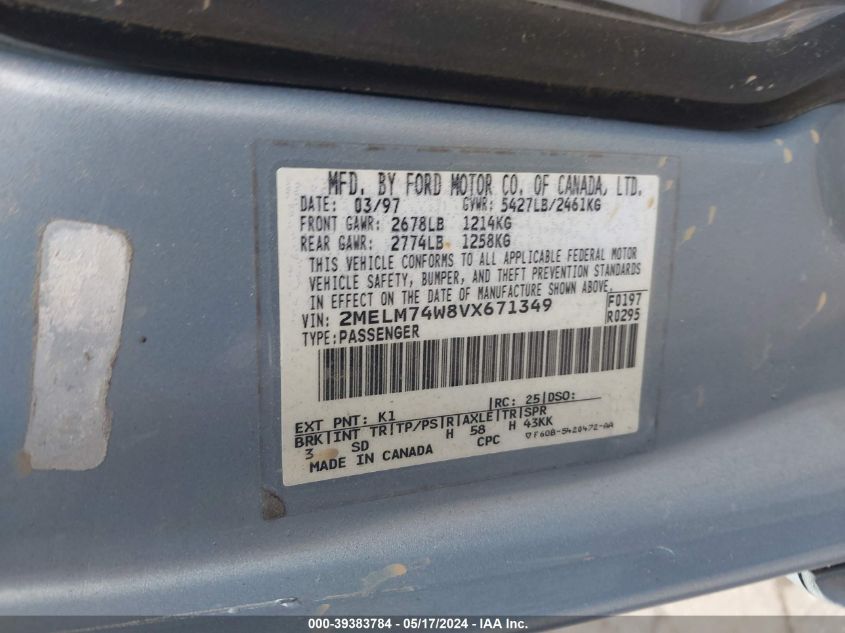 MFD. BY FORD MOTOR CO. OF CANADA, LTD.
DATE: 03/97 GVWR: 5427LB/2461KG
FRONT GAWR: 2678LB 1214KG
REAR GAWR: 2774LB 1258KG
THIS VEHICLE CONFORMS TO ALL APPLICABLE FEDERAL MOTOR
VEHICLE SAFETY, BUMPER, AND THEFT PREVENTION STANDARDS
IN EFFECT ON THE DATE OF MANUFACTURE SHOWN ABOVE.
VIN: 2MELM74W8VX671349 F0197
TYPE: PASSENGER R0295
EXT PNT: K1 |RC: 25|DSO:
BRK|INT TR|TP/PS|R|AXLE|TR|SPR
3 SD H 58 H 43KK
MADE IN CANADA CPC ▽F60B-5420472-AA
000-39383784 - 05/17/2024 - IAA Inc.